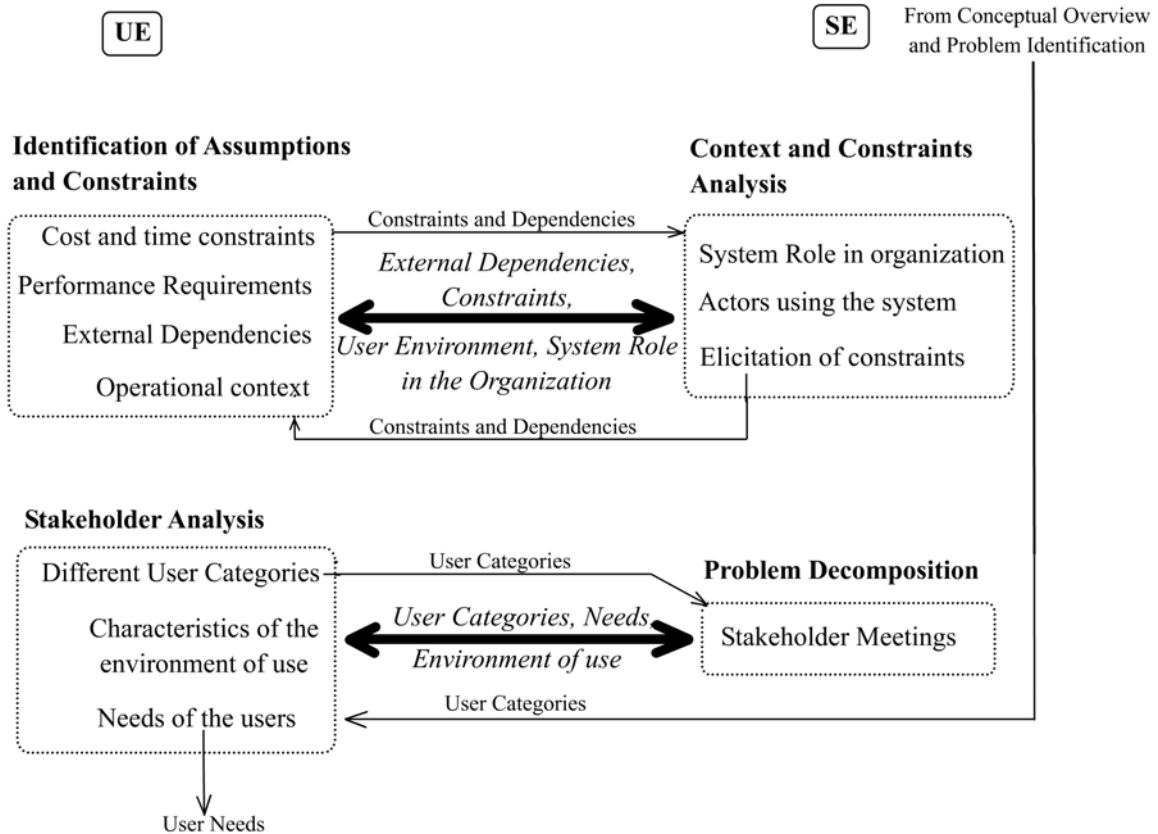 UE
SE
From Conceptual Overview
and Problem Identification
Identification of Assumptions
and Constraints
Context and Constraints
Analysis
Cost and time constraints
Performance Requirements
External Dependencies
Operational context
Constraints and Dependencies
External Dependencies,
Constraints,
User Environment, System Role
in the Organization
Constraints and Dependencies
System Role in organization
Actors using the system
Elicitation of constraints
Stakeholder Analysis
Different User Categories
Characteristics of the
environment of use
Needs of the users
User Categories
User Categories, Needs,
Environment of use
User Categories
Problem Decomposition
Stakeholder Meetings
User Needs